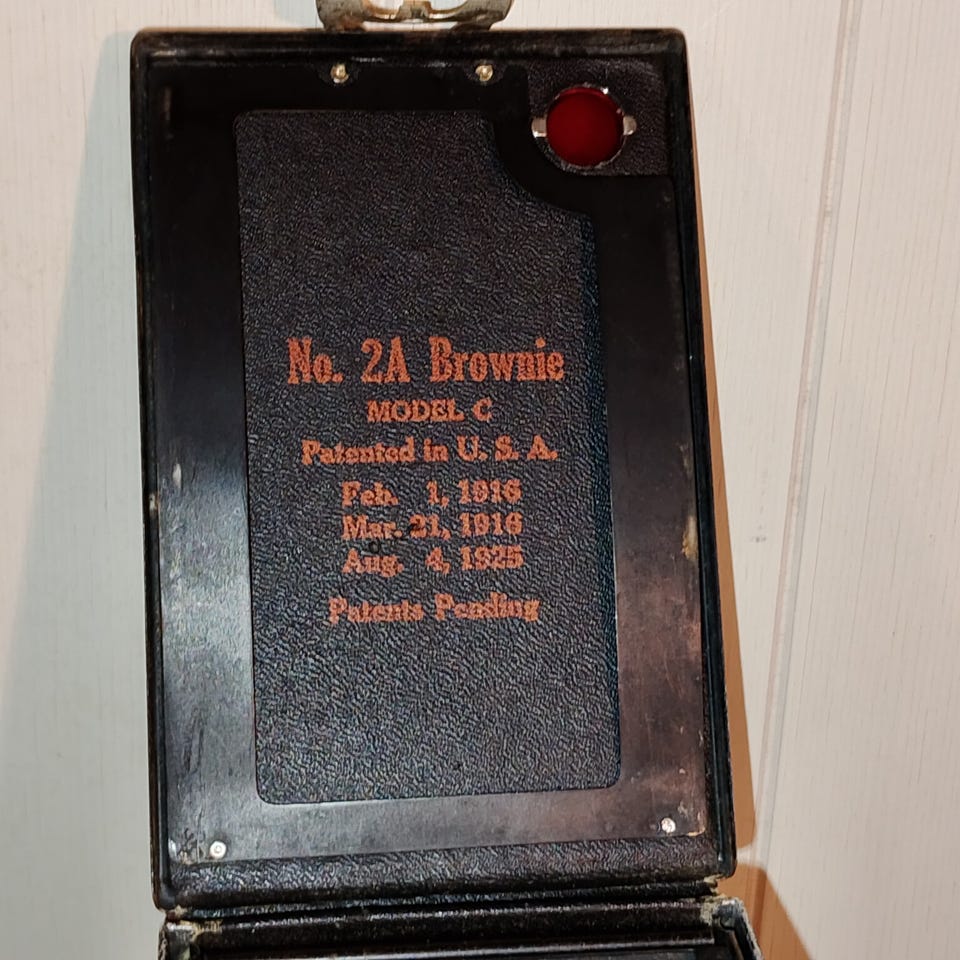 No. 2A Brownie
MODEL C
Patented in U. S. A.
Feb. 1, 1916
Mar. 21, 1916
Aug. 4, 1925
Patents Pending